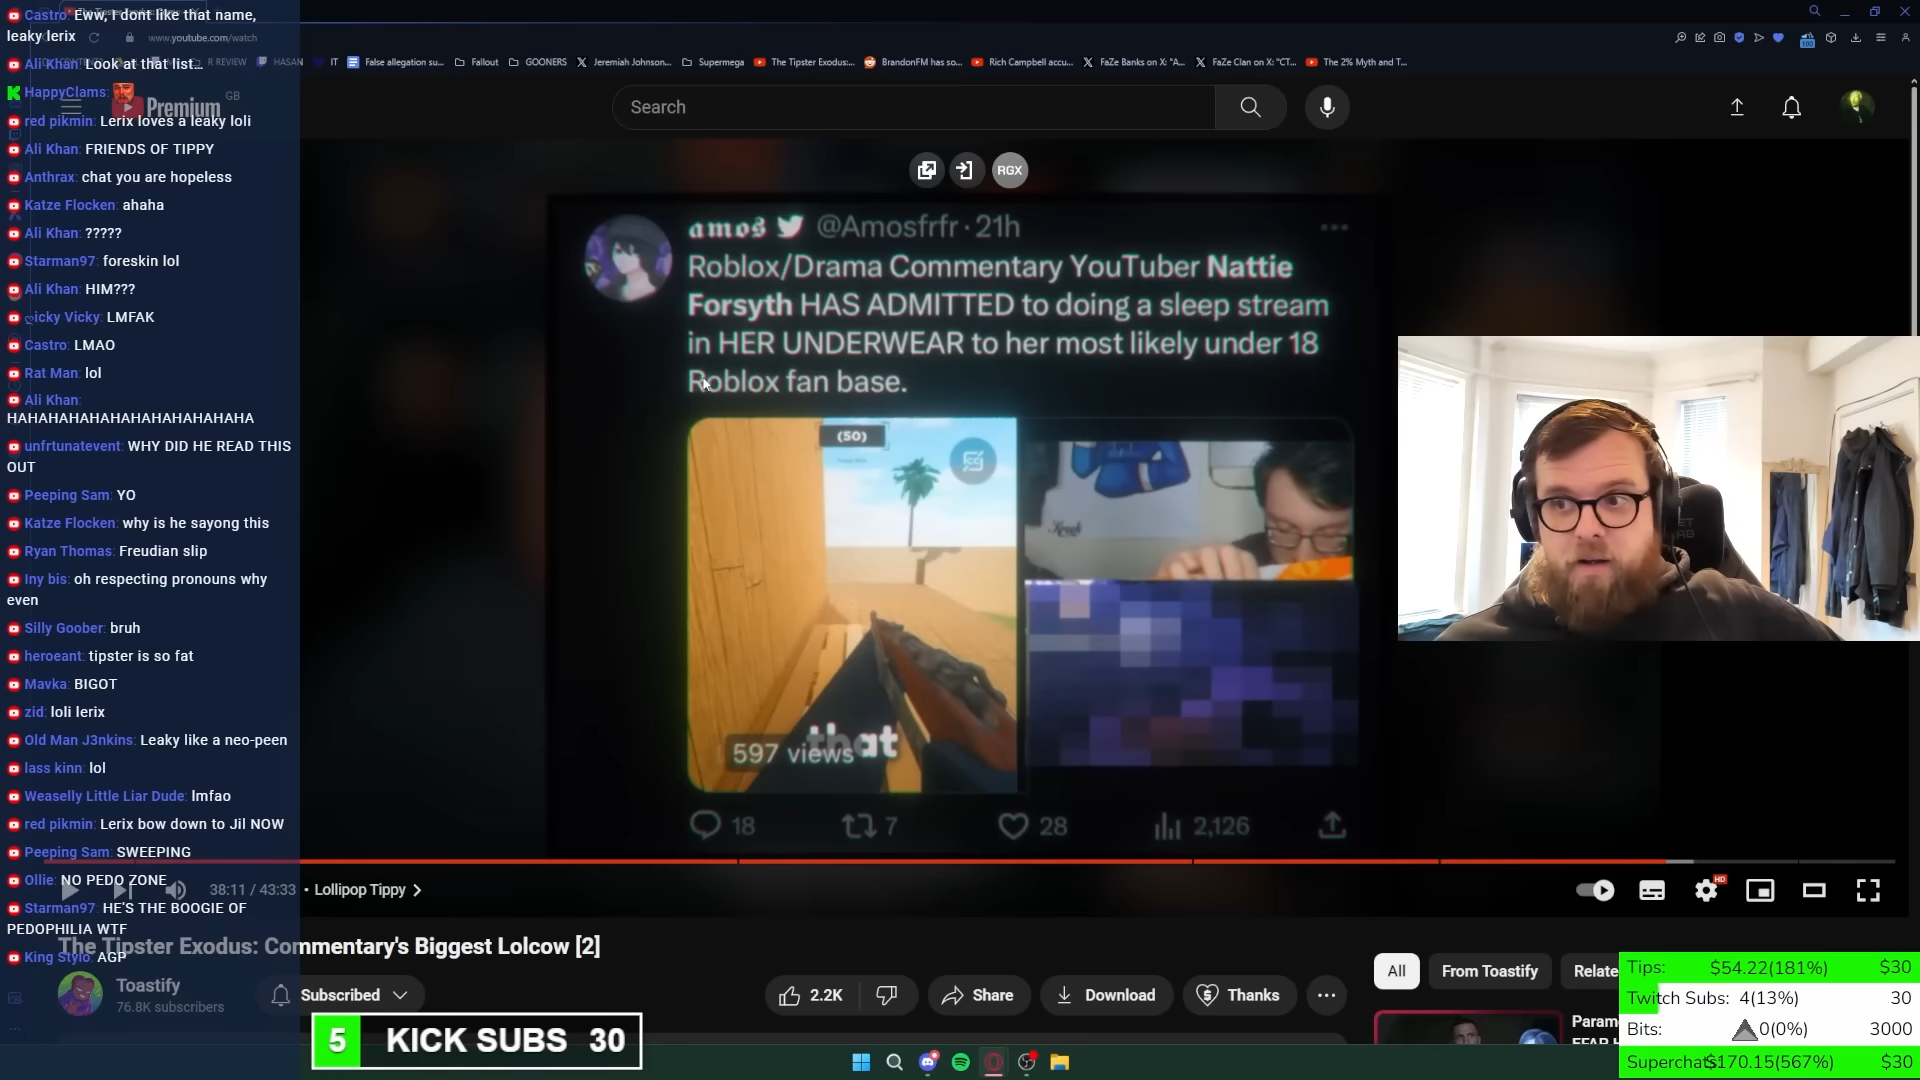 Castro: Eww, I dont like that name,
leaky lerix
Ali Khan: Look at that list...
HappyClams:
red pikmin: Lerix loves a leaky loli
Ali Khan: FRIENDS OF TIPPY
Anthrax: chat you are hopeless
Katze Flocken: ahaha
Ali Khan: ?????
Starman97: foreskin lol
Ali Khan: HIM???
icky Vicky: LMFAK
Castro: LMAO
Rat Man: lol
Ali Khan:
HAHAHAHAHAHAHAHAHAHAHA
unfrtunatevent: WHY DID HE READ THIS
OUT
Peeping Sam: YO
Katze Flocken: why is he sayong this
Ryan Thomas: Freudian slip
Iny bis: oh respecting pronouns why
even
Silly Goober: bruh
heroeant: tipster is so fat
Mavka: BIGOT
zid: loli lerix
Old Man J3nkins: Leaky like a neo-peen
lass kinn: lol
Weaselly Little Liar Dude: lmfao
red pikmin: Lerix bow down to Jil NOW
Peeping Sam: SWEEPING
Ollie: NO PEDO ZONE
Starman97: HE'S THE BOOGIE OF
PEDOPHILIA WTF
King Stylo: AGP
www.youtube.com/watch
R REVIEW
HASAN
IT
False allegation su...
Fallout
GOONERS
Jeremiah Johnson...
Supermega
The Tipster Exodus:...
BrandonFM has so...
Rich Campbell accu...
FaZe Banks on X: "A...
FaZe Clan on X: "CT...
The 2% Myth and T...
Premium GB
Search
RGX
amos @Amosfrfr · 21h
Roblox/Drama Commentary YouTuber Nattie
Forsyth HAS ADMITTED to doing a sleep stream
in HER UNDERWEAR to her most likely under 18
Roblox fan base.
(50)
597 views
that
18 7 28 2,126
38:11 / 43:33 • Lollipop Tippy
HD
The Tipster Exodus: Commentary's Biggest Lolcow [2]
Toastify
76.8K subscribers
Subscribed
2.2K
Share
Download
Thanks
All
From Toastify
Relate
5 KICK SUBS 30
Tips: $54.22(181%) $30
Twitch Subs: 4(13%) 30
Bits: 0(0%) 3000
Superchats $170.15(567%) $30